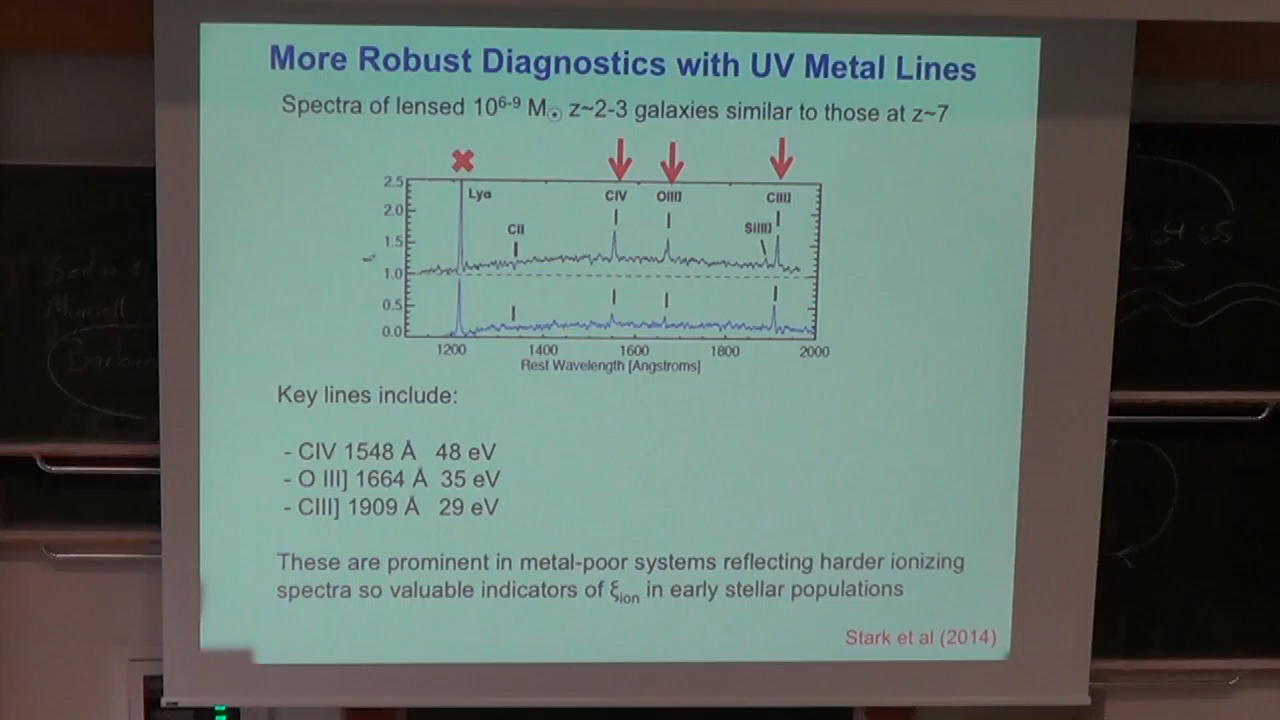 More Robust Diagnostics with UV Metal Lines
Spectra of lensed 10⁶⁻⁹ M☉ z~2-3 galaxies similar to those at z~7
2.5
2.0
1.5
1.0
0.5
0.0
Lyα
CII
CIV
OIII]
SiIII]
CIII]
1200 1400 1600 1800 2000
Rest Wavelength [Angstroms]
Key lines include:
- CIV 1548 Å 48 eV
- O III] 1664 Å 35 eV
- CIII] 1909 Å 29 eV
These are prominent in metal-poor systems reflecting harder ionizing
spectra so valuable indicators of ξion in early stellar populations
Stark et al (2014)